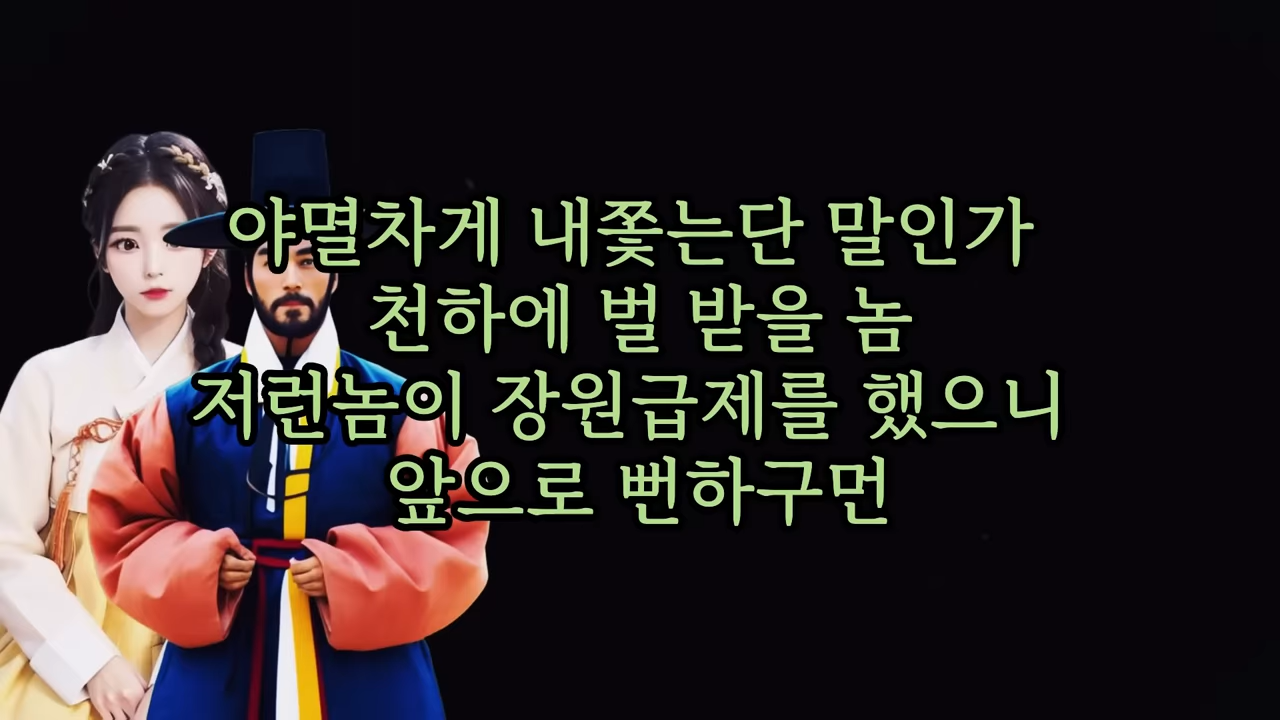 야멸차게 내쫓는단 말인가
천하에 벌 받을 놈
저런놈이 장원급제를 했으니
앞으로 뻔하구먼